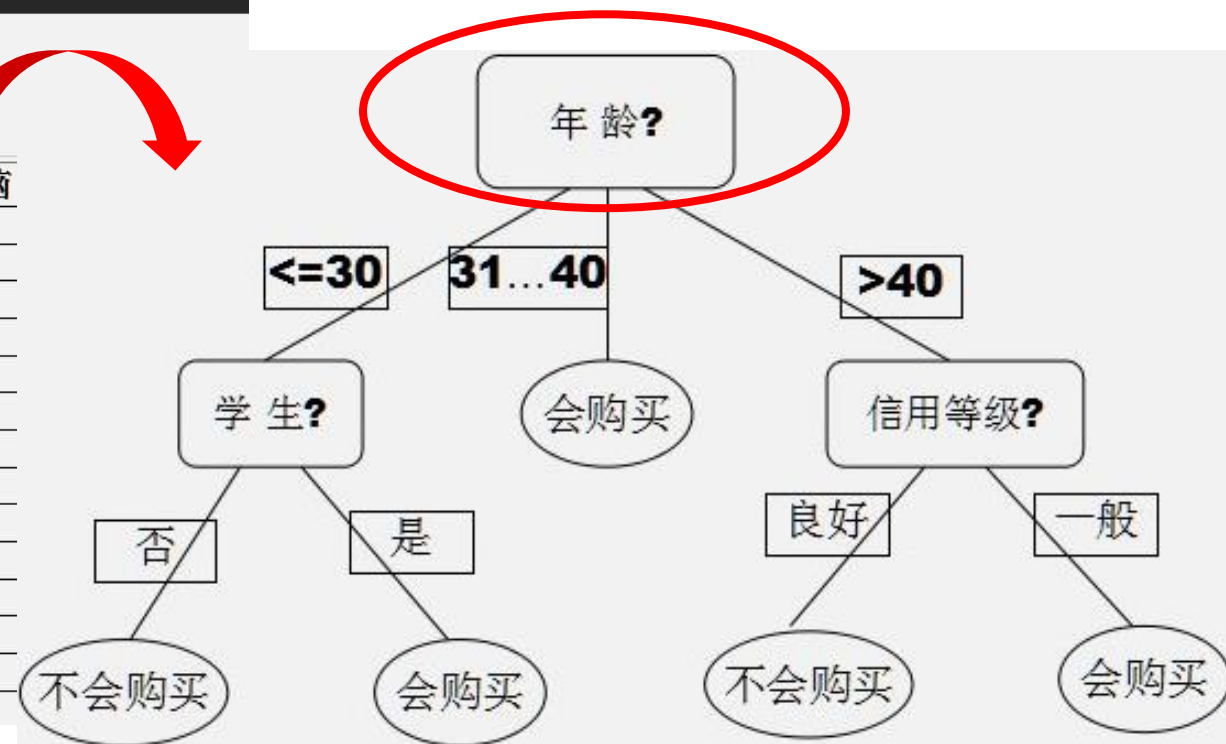 年 龄?
<=30
31...40
>40
学 生?
会购买
信用等级?
否
是
良好
一般
不会购买
会购买
不会购买
会购买